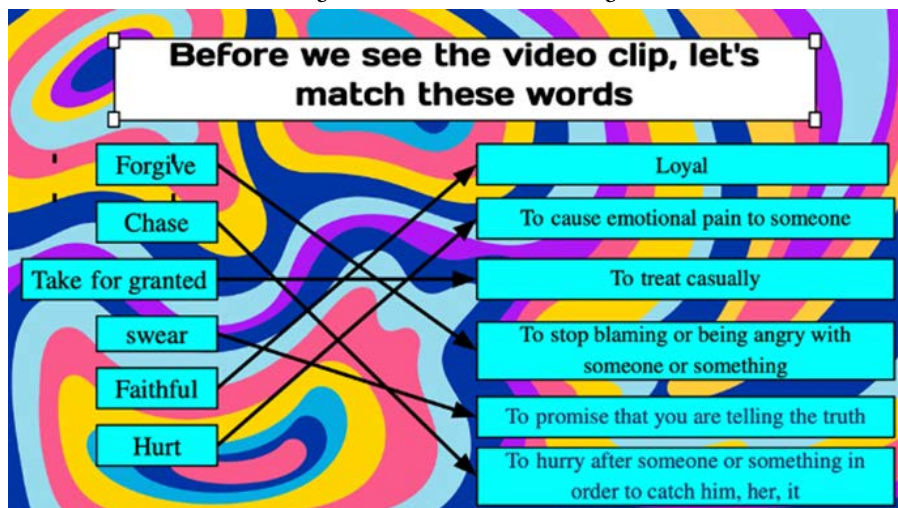 Before we see the video clip, let's
match these words
Forgive
Chase
Take for granted
swear
Faithful
Hurt
Loyal
To cause emotional pain to someone
To treat casually
To stop blaming or being angry with
someone or something
To promise that you are telling the truth
To hurry after someone or something in
order to catch him, her, it